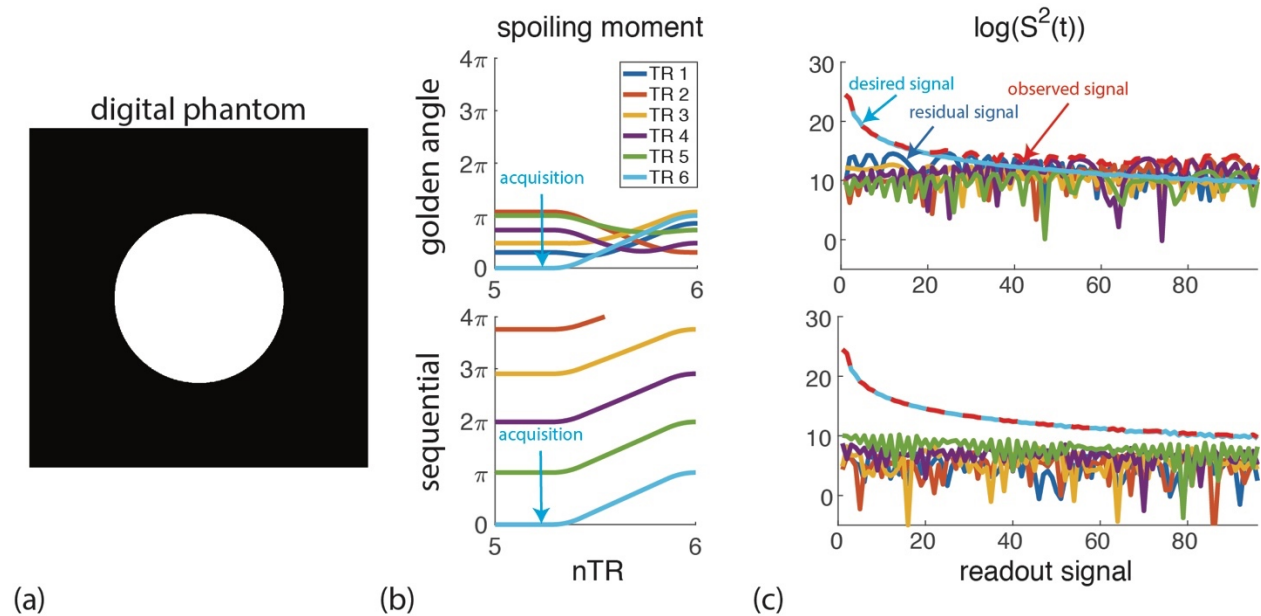 digital phantom
(a)
spoiling moment
golden angle
4π
3π
2π
π
0
5
6
acquisition
TR 1
TR 2
TR 3
TR 4
TR 5
TR 6
sequential
4π
3π
2π
π
0
acquisition
5
6
nTR
(b)
log(S²(t))
30
20
10
0
desired signal
observed signal
residual signal
0
20
40
60
80
30
20
10
0
0
20
40
60
80
readout signal
(c)